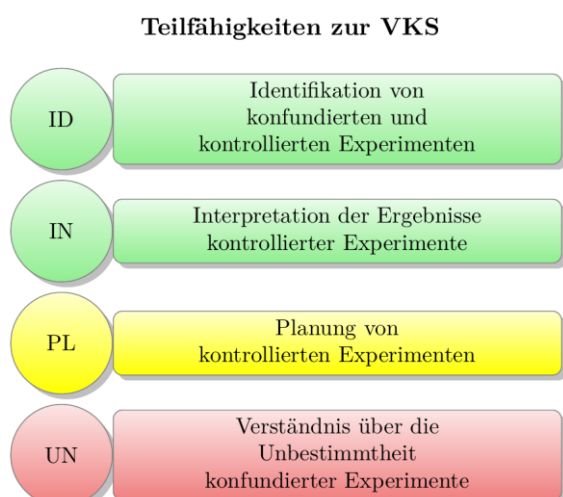 Teilfähigkeiten zur VKS
ID
Identifikation von
konfundierten und
kontrollierten Experimenten
IN
Interpretation der Ergebnisse
kontrollierter Experimente
PL
Planung von
kontrollierten Experimenten
UN
Verständnis über die
Unbestimmtheit
konfundierter Experimente